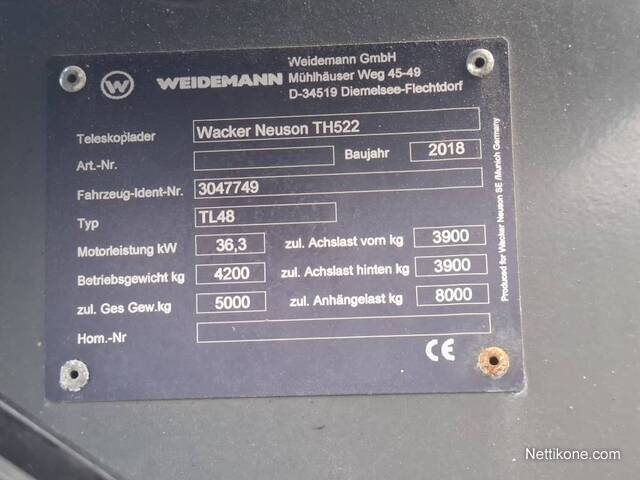 Weidemann GmbH
WEIDEMANN Mühlhäuser Weg 45-49
D-34519 Diemelsee-Flechtdorf
Teleskoplader Wacker Neuson TH522
Art.-Nr. Baujahr 2018
Fahrzeug-Ident-Nr. 3047749
Typ TL48
Motorleistung kW 36,3 zul. Achslast vorn kg 3900
Betriebsgewicht kg 4200 zul. Achslast hinten kg 3900
zul. Ges Gew.kg 5000 zul. Anhängelast kg 8000
Hom.-Nr
CE
Produced for Wacker Neuson SE /Munich Germany
Nettikone.com